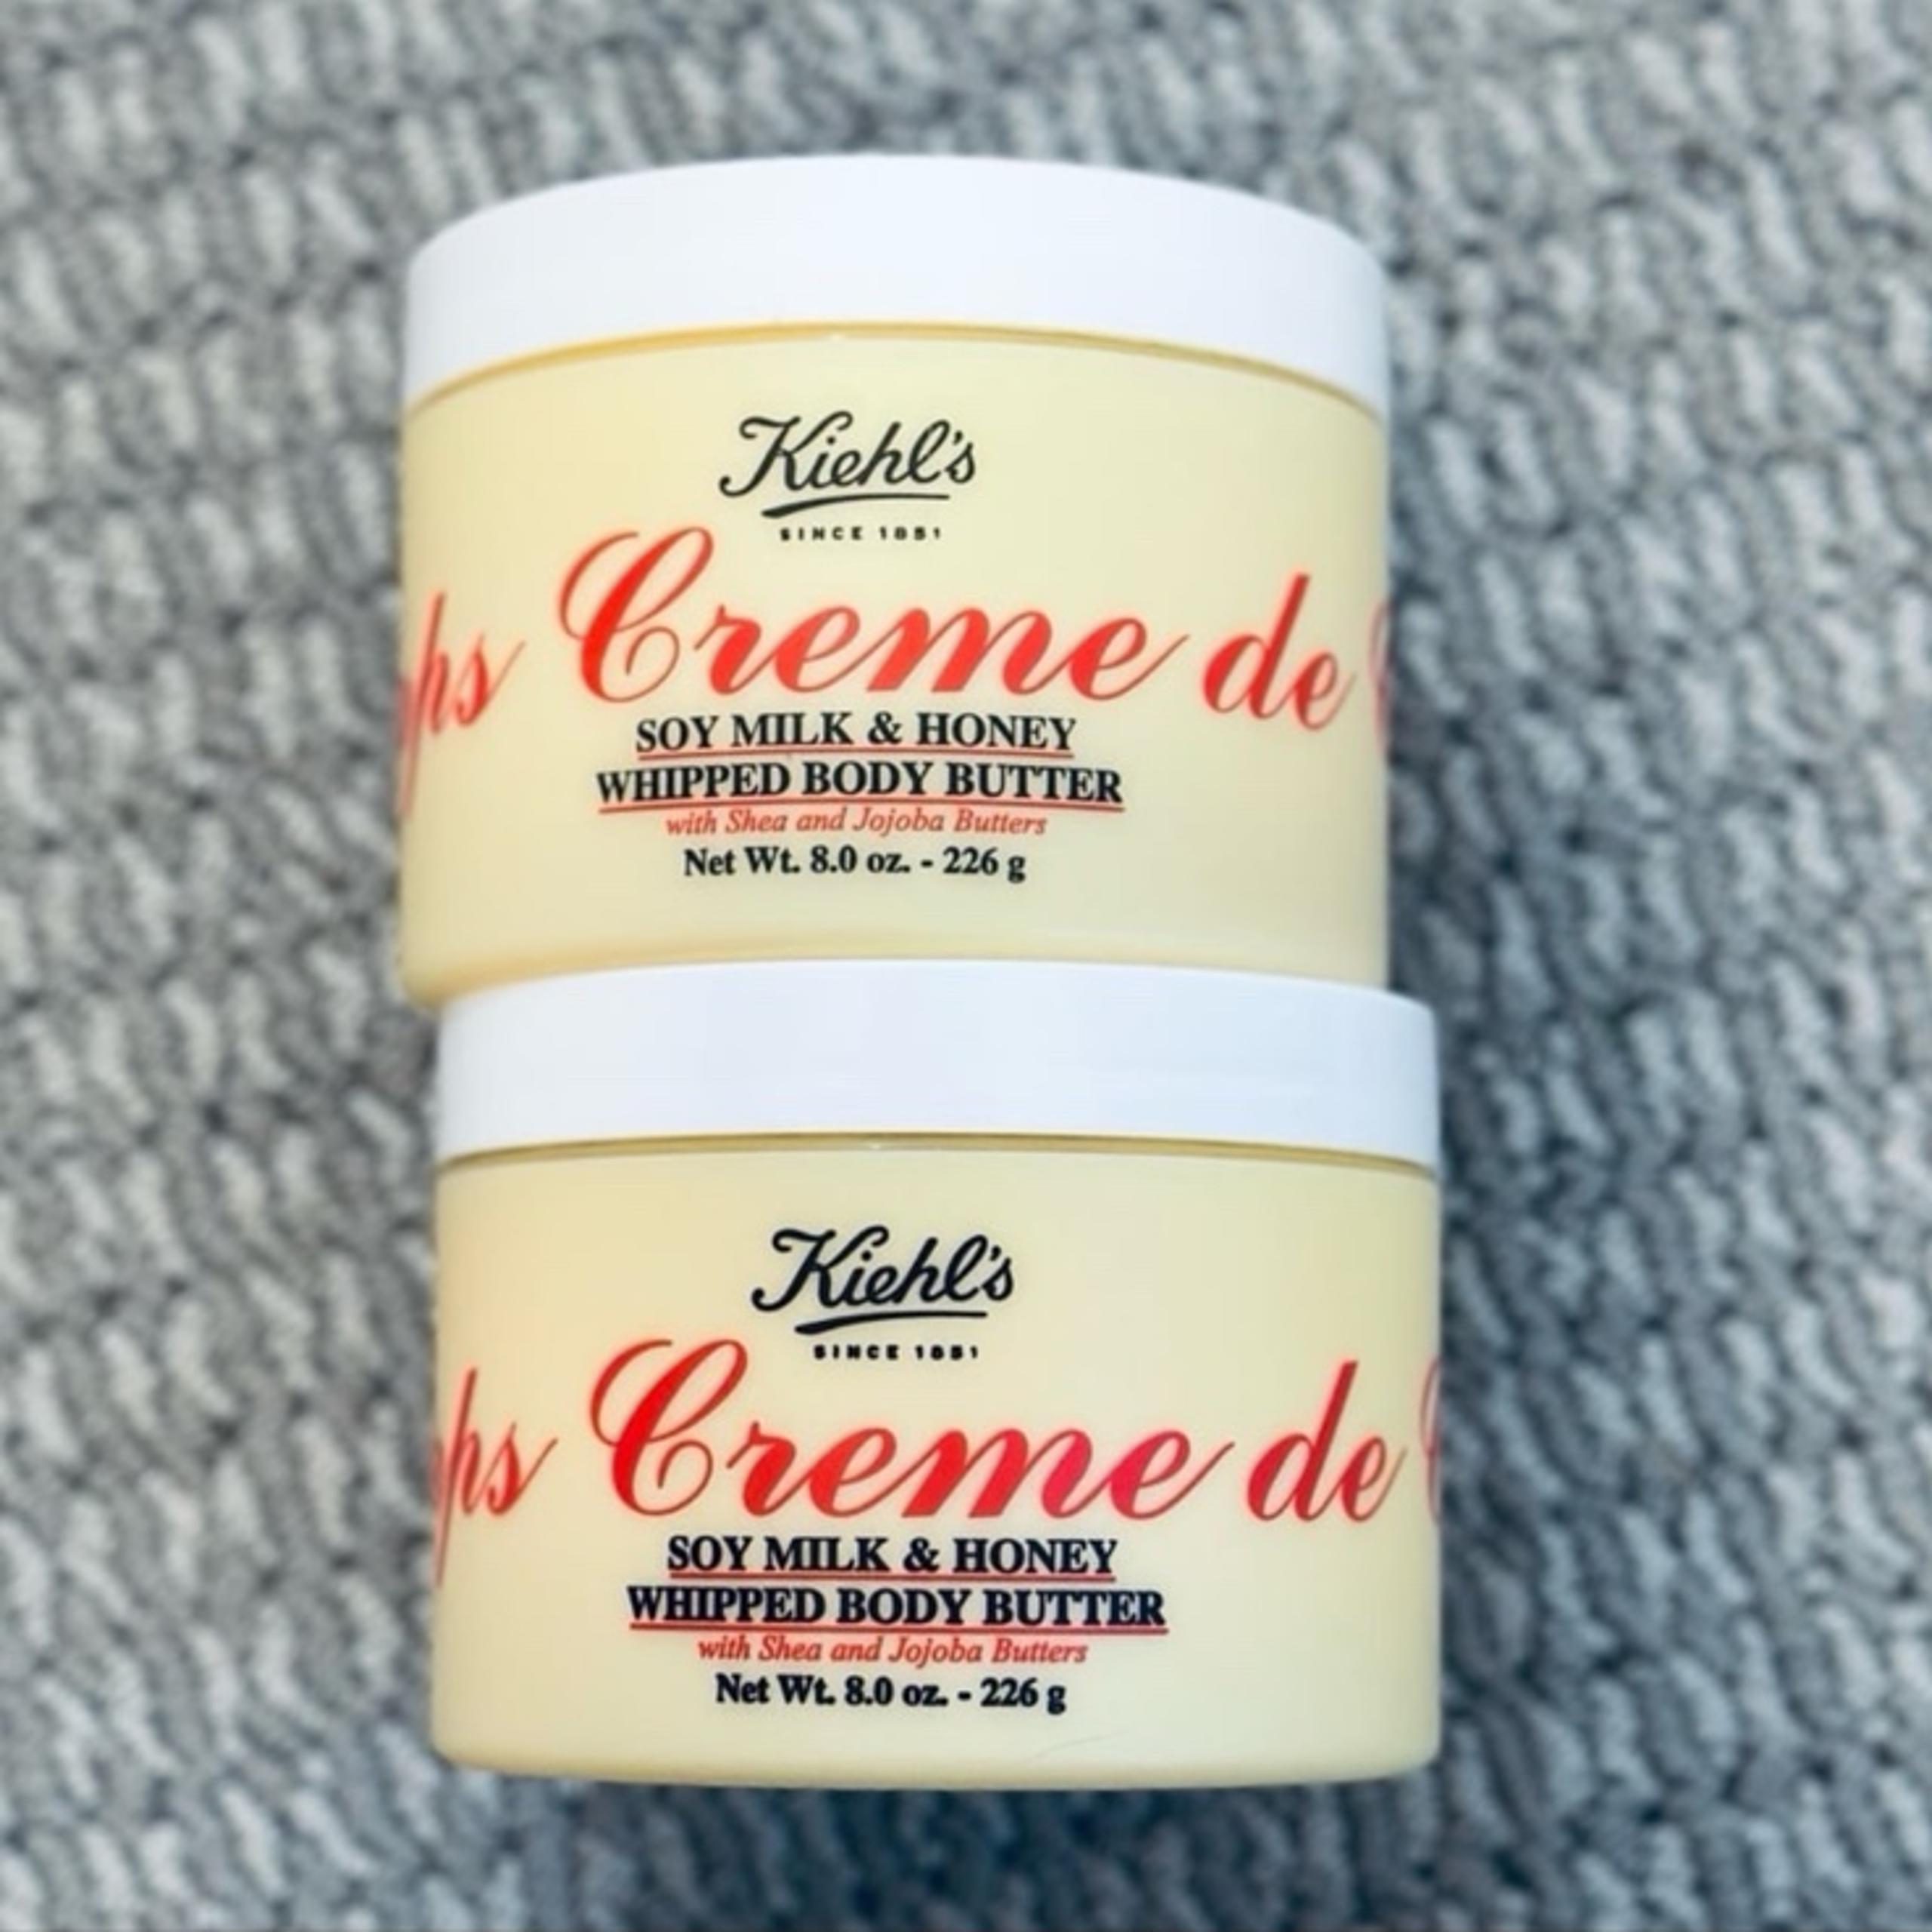 Kiehl's
SINCE 1851
Creme de
SOY MILK & HONEY
WHIPPED BODY BUTTER
with Shea and Jojoba Butters
Net Wt. 8.0 oz. - 226 g
Kiehl's
SINCE 1851
Creme de
SOY MILK & HONEY
WHIPPED BODY BUTTER
with Shea and Jojoba Butters
Net Wt. 8.0 oz. - 226 g